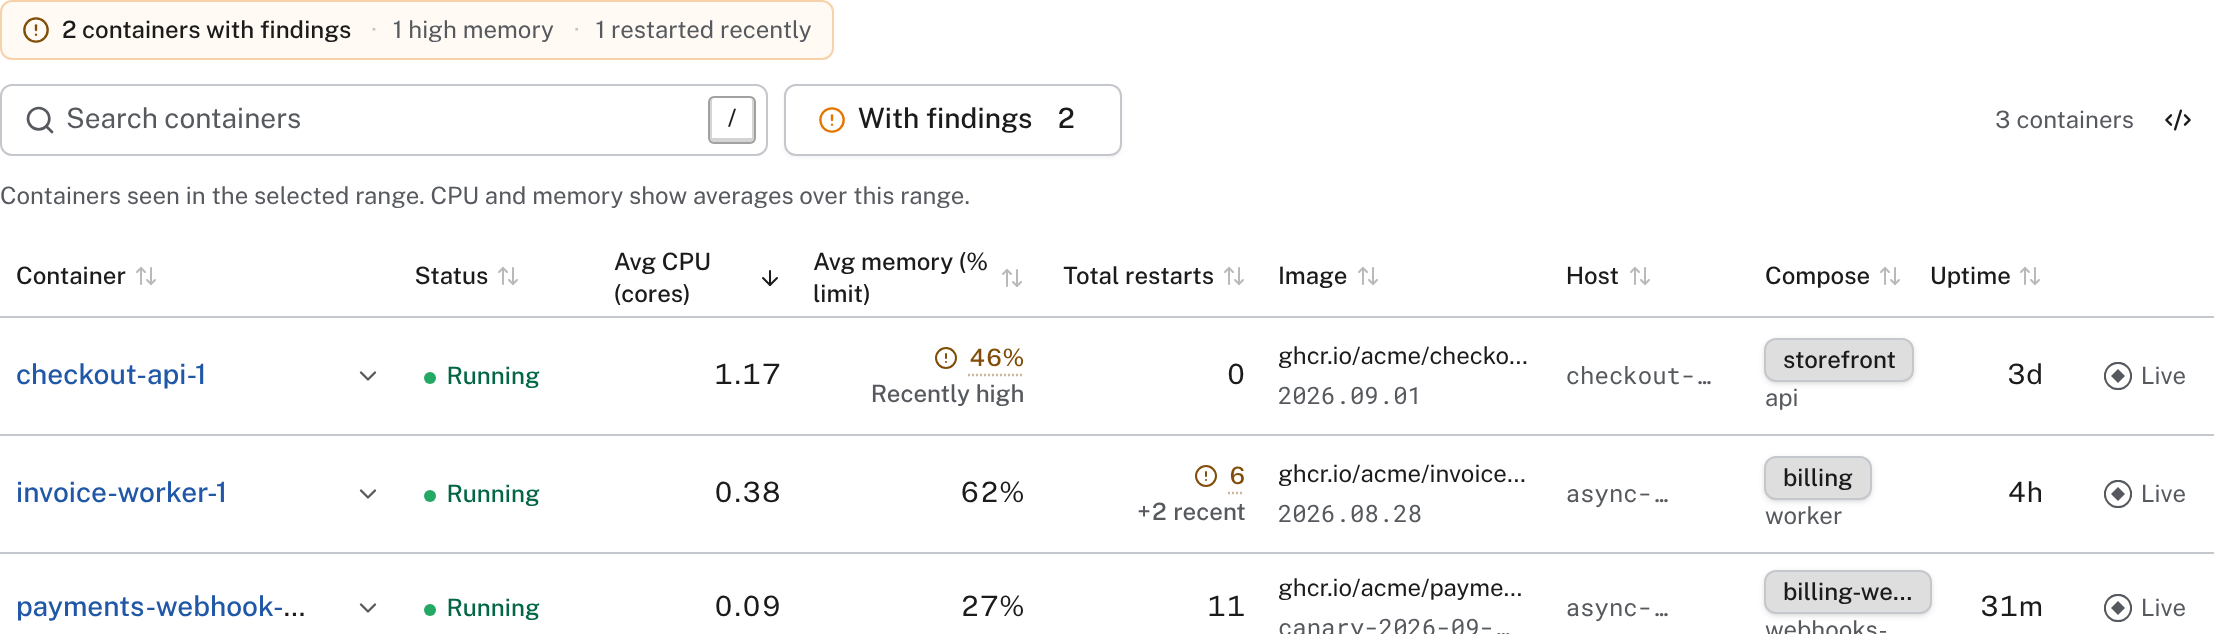 2 containers with findings · 1 high memory · 1 restarted recently
Search containers /
With findings 2
3 containers </>
Containers seen in the selected range. CPU and memory show averages over this range.
Container Status Avg CPU (cores) Avg memory (% limit) Total restarts Image Host Compose Uptime
checkout-api-1 Running 1.17 46% 0 ghcr.io/acme/checko... checkout-... storefront 3d Live
Recently high 2026.09.01 api
invoice-worker-1 Running 0.38 62% 6 ghcr.io/acme/invoice... async-... billing 4h Live
+2 recent 2026.08.28 worker
payments-webhook-... Running 0.09 27% 11 ghcr.io/acme/payme... async-... billing-we... 31m Live
canary-2026-09-... webhooks-